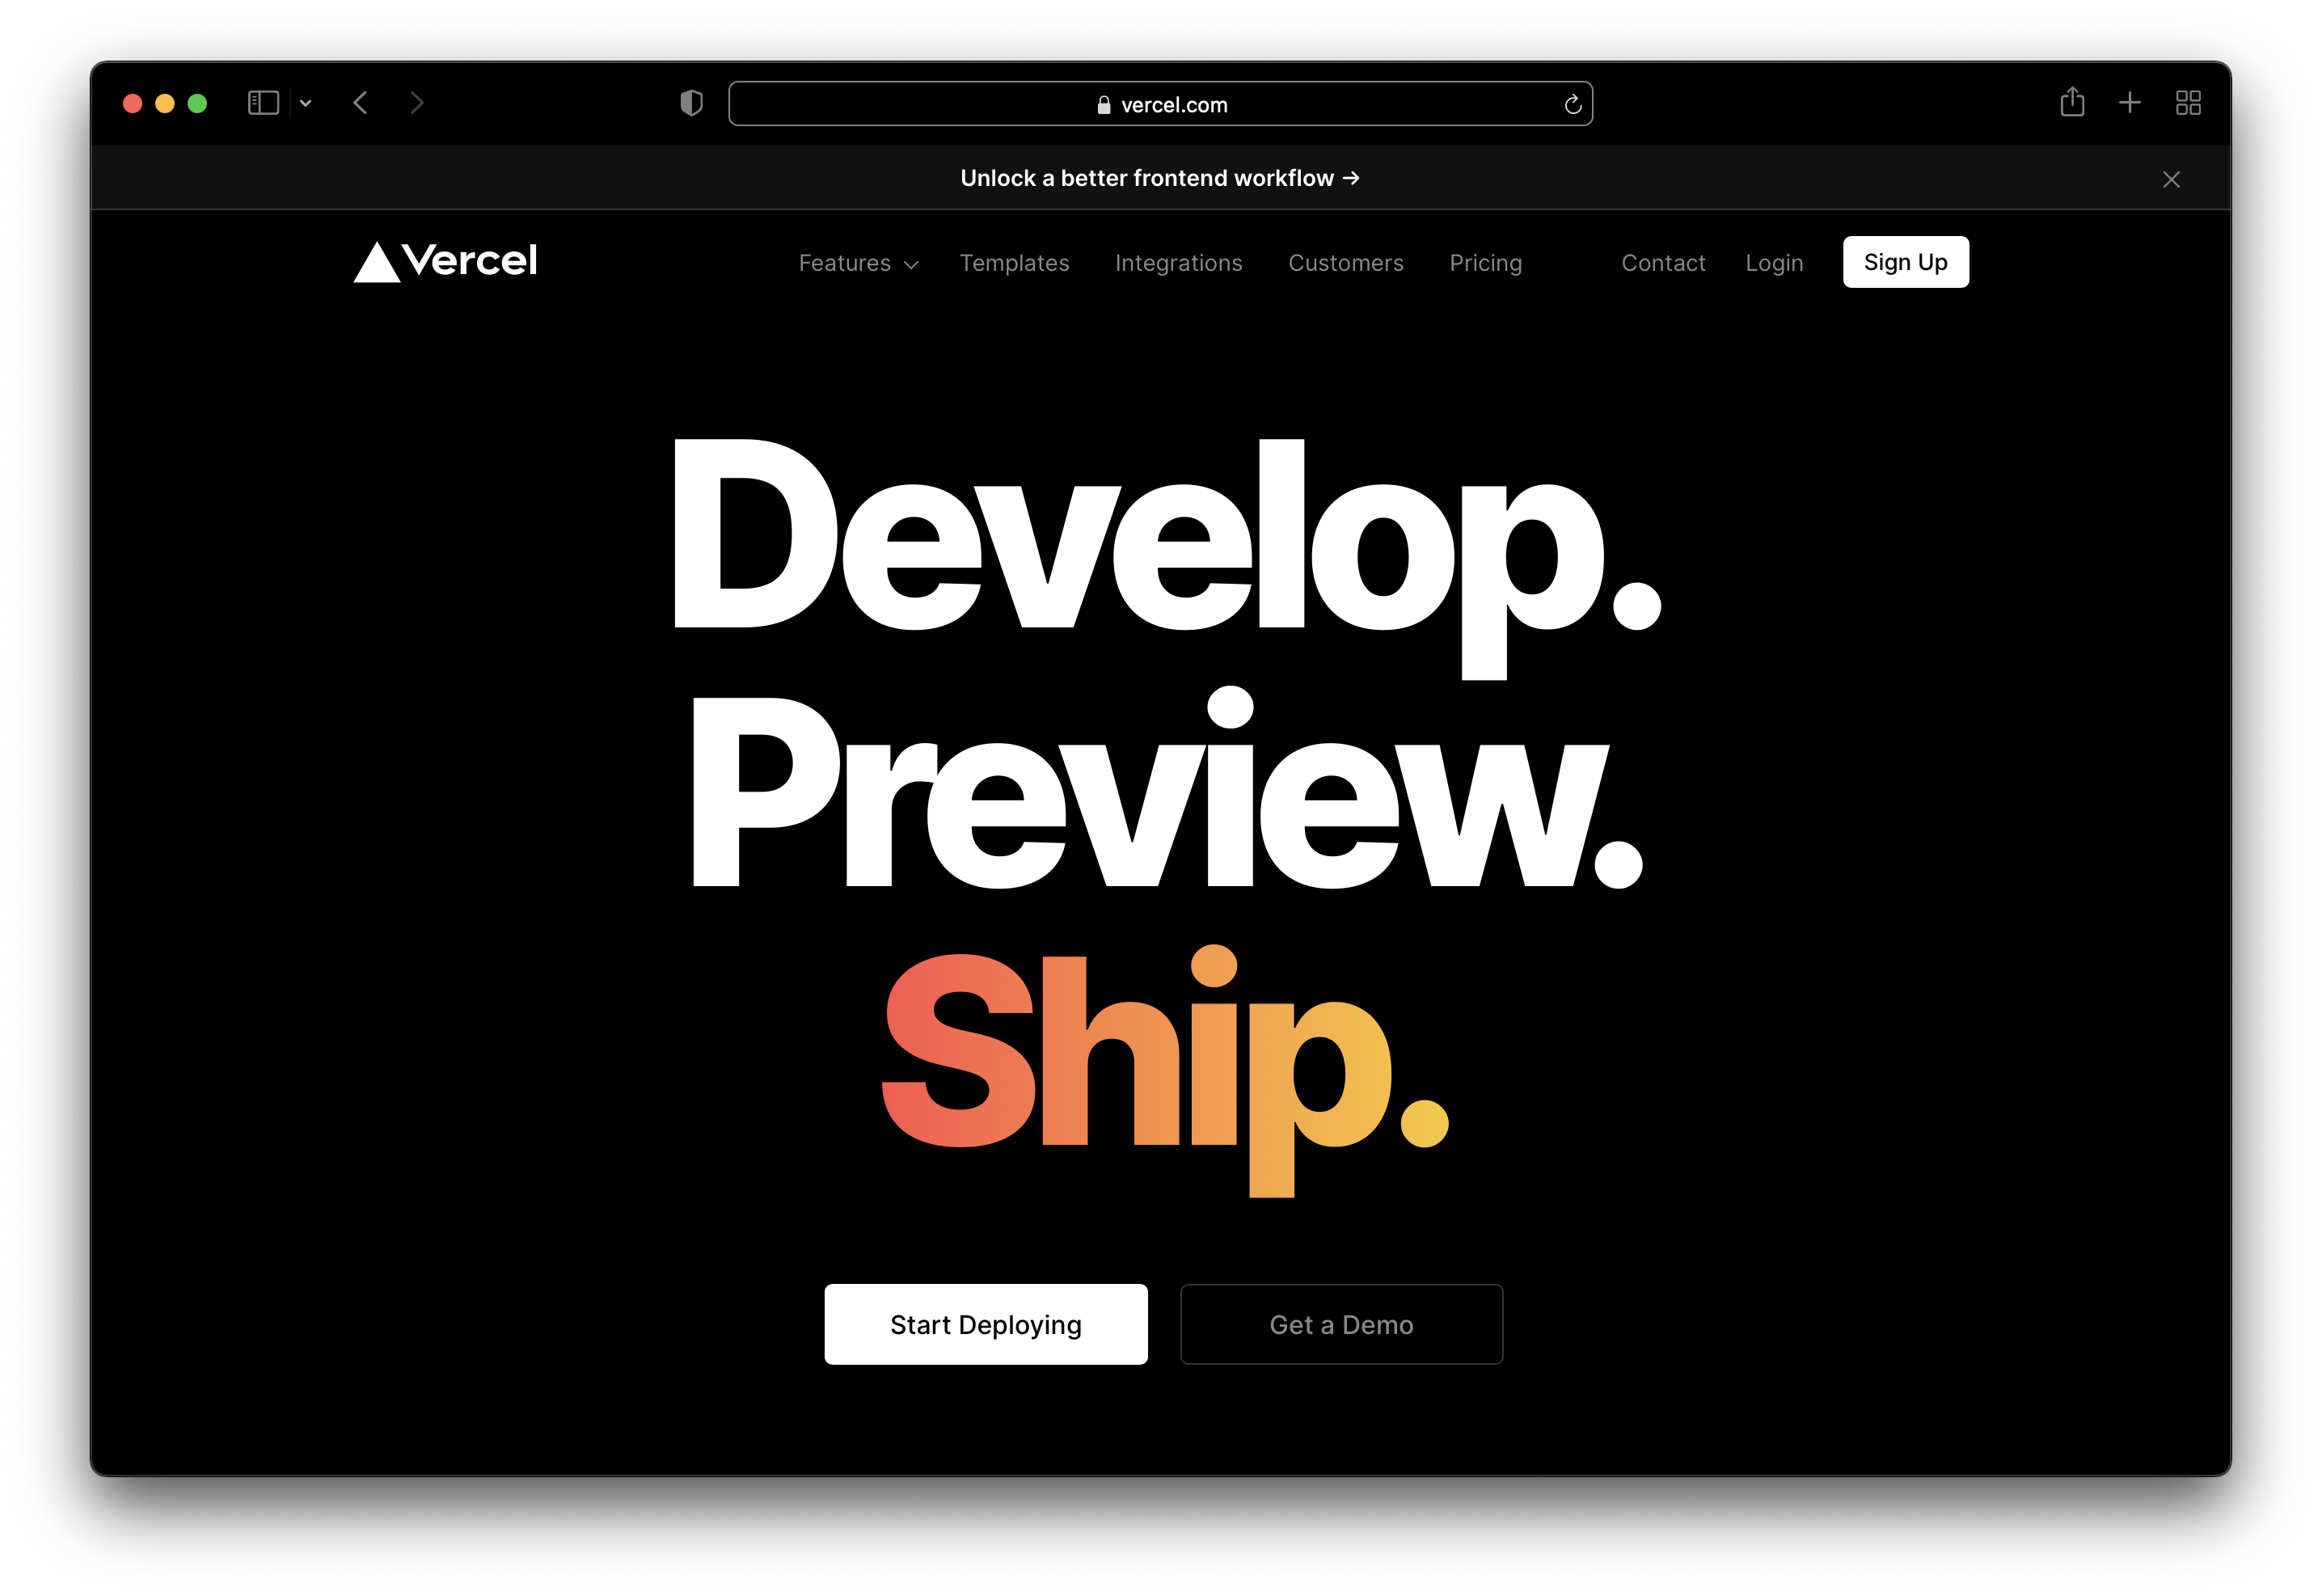 vercel.com
Unlock a better frontend workflow →
Vercel Features Templates Integrations Customers Pricing Contact Login Sign Up
Develop.
Preview.
Ship.
Start Deploying Get a Demo